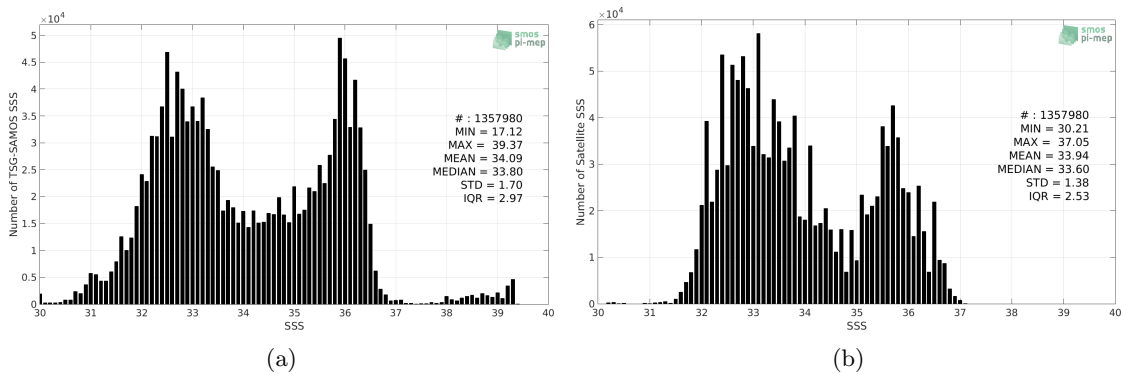 ×10⁴
5
4.5
4
3.5
3
2.5
2
1.5
1
0.5
0
Number of TSG-SAMOS SSS
30 31 32 33 34 35 36 37 38 39 40
SSS
smos
pi-mep
# : 1357980
MIN = 17.12
MAX = 39.37
MEAN = 34.09
MEDIAN = 33.80
STD = 1.70
IQR = 2.97
(a)
×10⁴
6
5
4
3
2
1
0
Number of Satellite SSS
30 31 32 33 34 35 36 37 38 39 40
SSS
smos
pi-mep
# : 1357980
MIN = 30.21
MAX = 37.05
MEAN = 33.94
MEDIAN = 33.60
STD = 1.38
IQR = 2.53
(b)